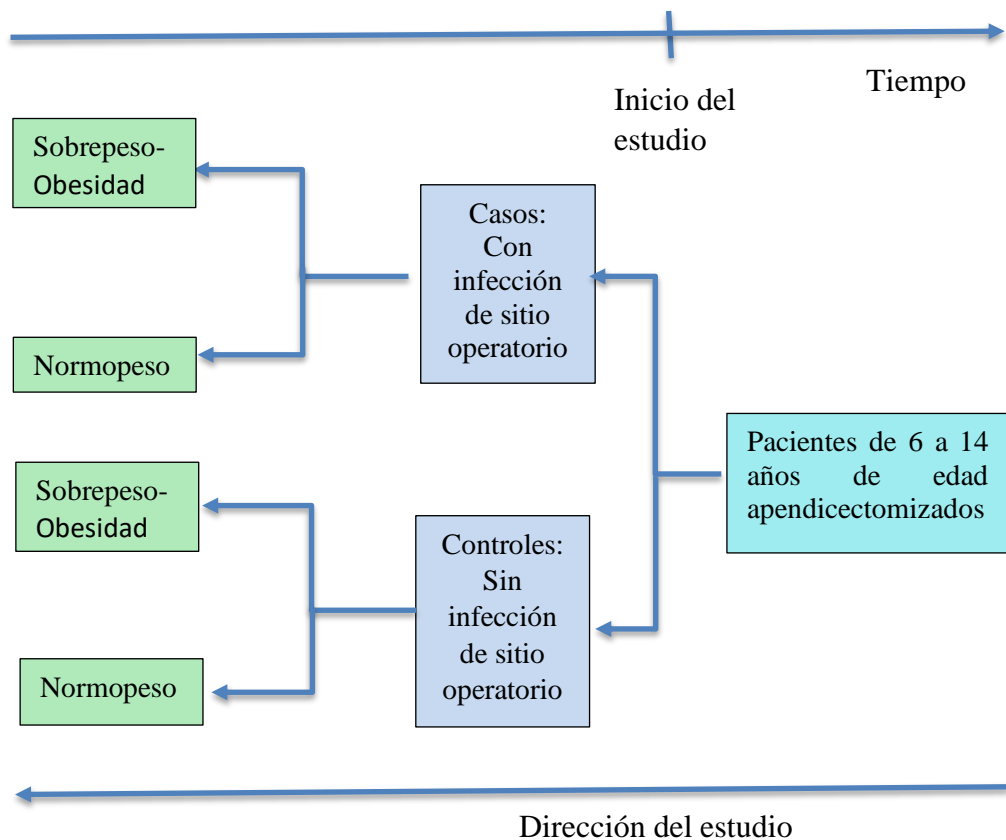 Tiempo
Inicio del
estudio
Sobrepeso-
Obesidad
Normopeso
Casos:
Con
infección
de sitio
operatorio
Pacientes de 6 a 14
años de edad
apendicectomizados
Sobrepeso-
Obesidad
Normopeso
Controles:
Sin
infección
de sitio
operatorio
Dirección del estudio